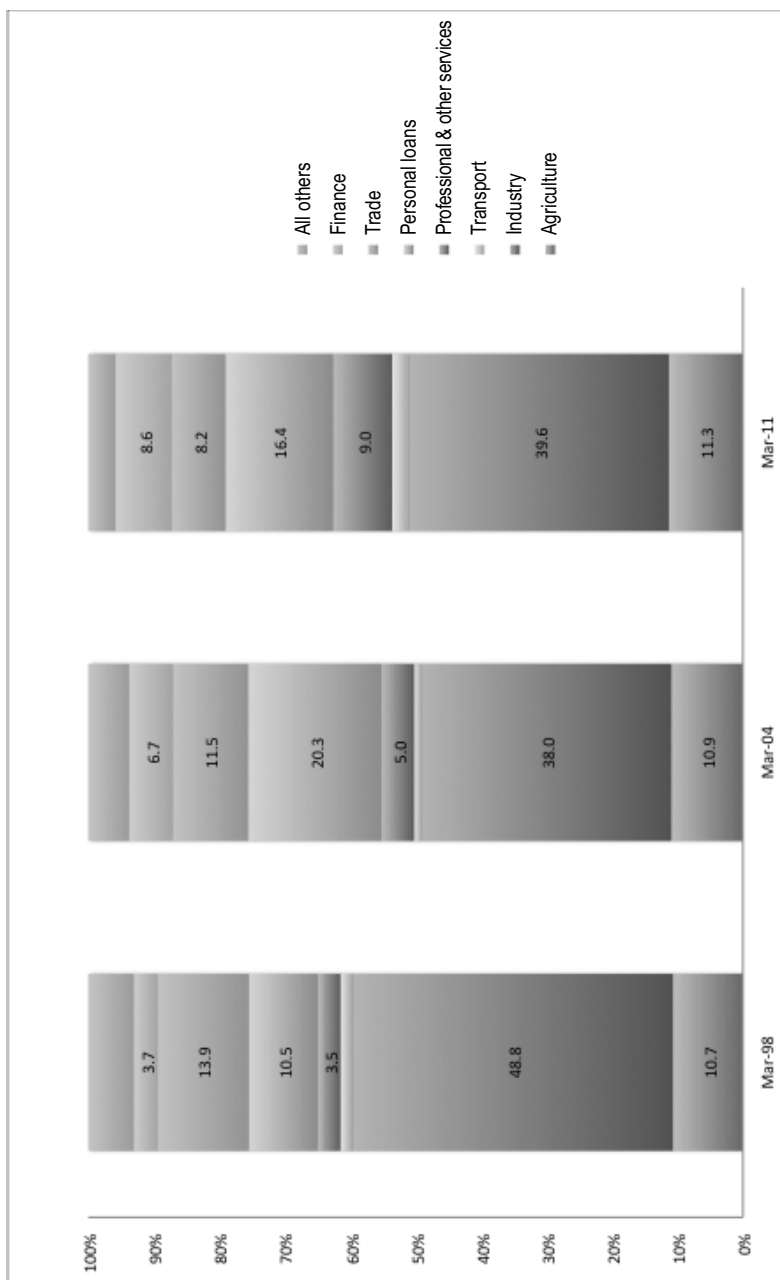 100%
90%
80%
70%
60%
50%
40%
30%
20%
10%
0%
3.7
13.9
10.5
3.5
48.8
10.7
6.7
11.5
20.3
5.0
38.0
10.9
8.6
8.2
16.4
9.0
39.6
11.3
Mar-98
Mar-04
Mar-11
All others
Finance
Trade
Personal loans
Professional & other services
Transport
Industry
Agriculture